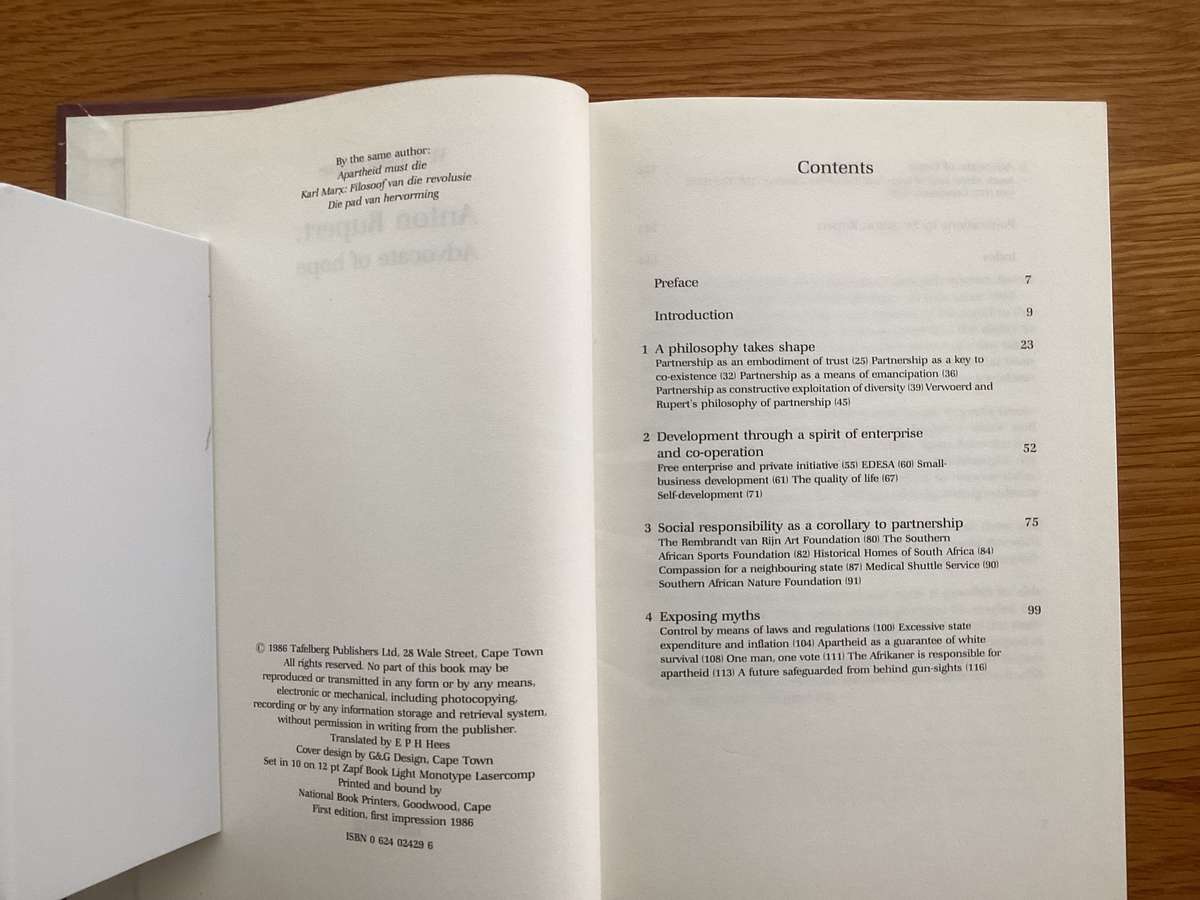 By the same author:
Apartheid must die
Karl Marx: Filosoof van die revolusie
Die pad van hervorming
Anton Rupert:
Advocate of hope
© 1986 Tafelberg Publishers Ltd, 28 Wale Street, Cape Town
All rights reserved. No part of this book may be
reproduced or transmitted in any form or by any means,
electronic or mechanical, including photocopying,
recording or by any information storage and retrieval system,
without permission in writing from the publisher.
Translated by E P H Hees
Cover design by G&G Design, Cape Town
Set in 10 on 12 pt Zapf Book Light Monotype Lasercomp
Printed and bound by
National Book Printers, Goodwood, Cape
First edition, first impression 1986
ISBN 0 624 02429 6
Contents
Preface 7
Introduction 9
1 A philosophy takes shape 23
Partnership as an embodiment of trust (25) Partnership as a key to
co-existence (32) Partnership as a means of emancipation (36)
Partnership as constructive exploitation of diversity (39) Verwoerd and
Rupert's philosophy of partnership (45)
2 Development through a spirit of enterprise
and co-operation 52
Free enterprise and private initiative (55) EDESA (60) Small-
business development (61) The quality of life (67)
Self-development (71)
3 Social responsibility as a corollary to partnership 75
The Rembrandt van Rijn Art Foundation (80) The Southern
African Sports Foundation (82) Historical Homes of South Africa (84)
Compassion for a neighbouring state (87) Medical Shuttle Service (90)
Southern African Nature Foundation (91)
4 Exposing myths 99
Control by means of laws and regulations (100) Excessive state
expenditure and inflation (104) Apartheid as a guarantee of white
survival (108) One man, one vote (111) The Afrikaner is responsible for
apartheid (113) A future safeguarded from behind gun-sights (116)